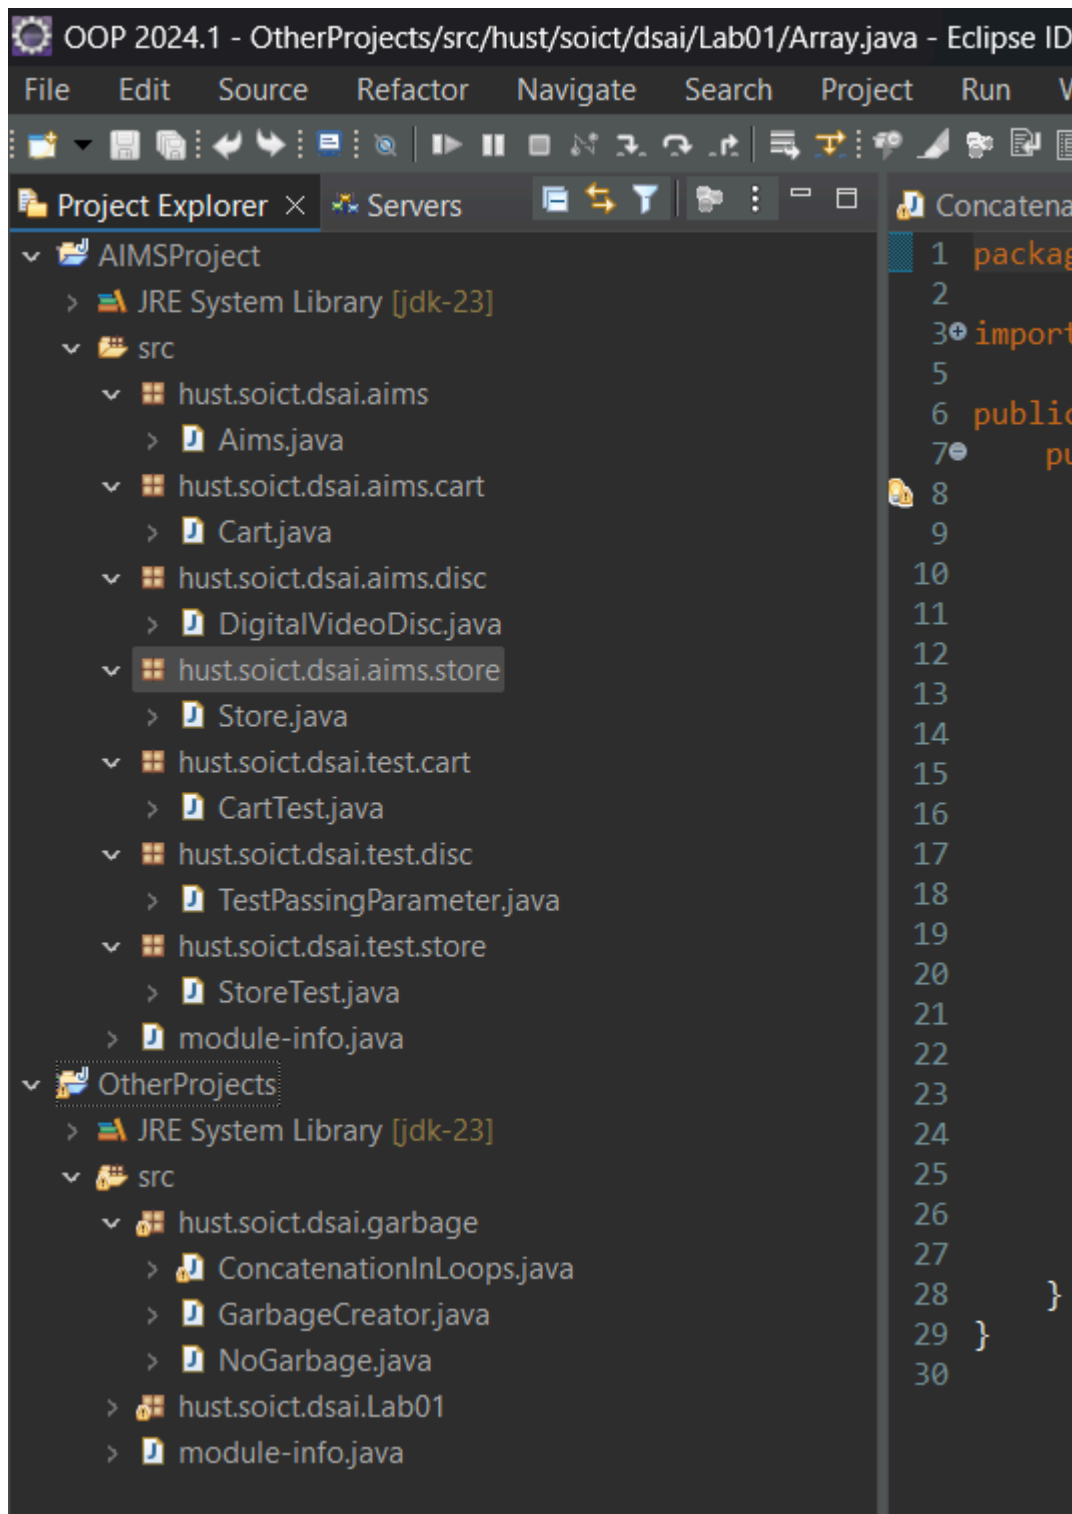 OOP 2024.1 - OtherProjects/src/hust/soict/dsai/Lab01/Array.java - Eclipse ID
File Edit Source Refactor Navigate Search Project Run
Project Explorer Servers
AIMSProject
JRE System Library [jdk-23]
src
hust.soict.dsai.aims
Aims.java
hust.soict.dsai.aims.cart
Cart.java
hust.soict.dsai.aims.disc
DigitalVideoDisc.java
hust.soict.dsai.aims.store
Store.java
hust.soict.dsai.test.cart
CartTest.java
hust.soict.dsai.test.disc
TestPassingParameter.java
hust.soict.dsai.test.store
StoreTest.java
module-info.java
OtherProjects
JRE System Library [jdk-23]
src
hust.soict.dsai.garbage
ConcatenationInLoops.java
GarbageCreator.java
NoGarbage.java
hust.soict.dsai.Lab01
module-info.java
Concatena
1 packag
2
3 import
5
6 public
7 pu
8
9
10
11
12
13
14
15
16
17
18
19
20
21
22
23
24
25
26
27
28 }
29 }
30